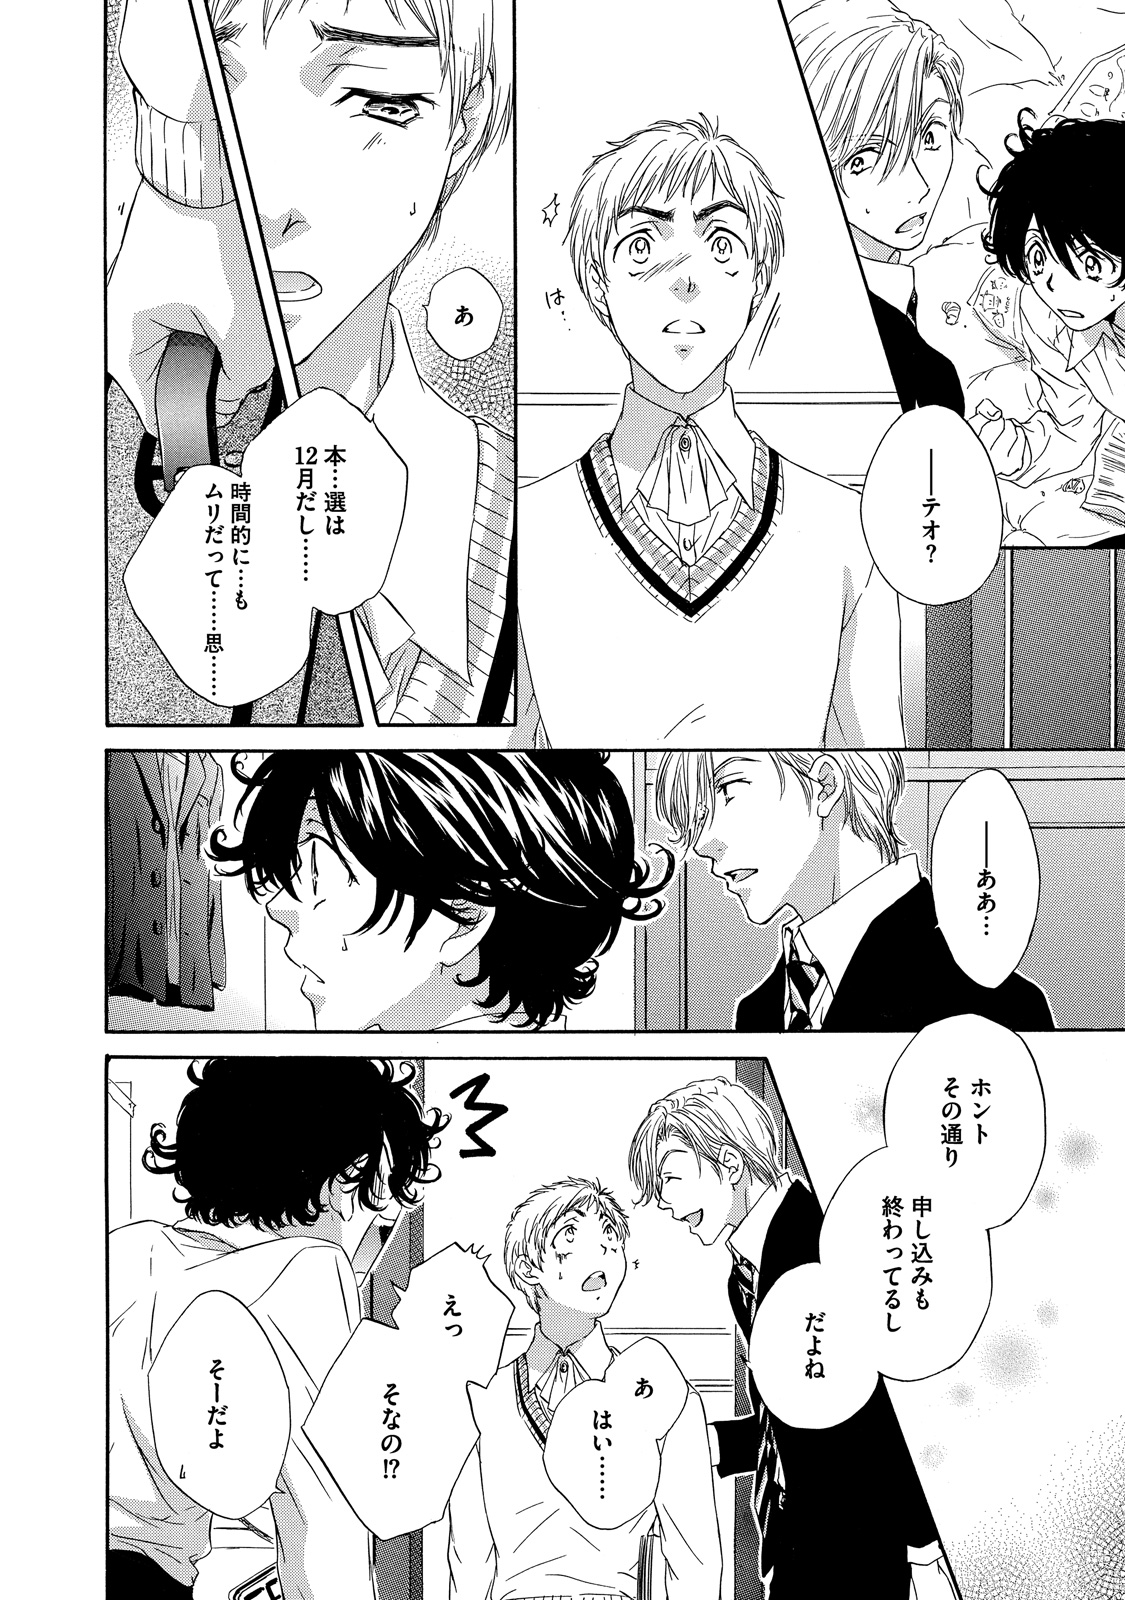 ――テオ?
は…
あ
本…選は
12月だし……
時間的に…も
ムリだって……思……
――ああ…
ホント
その通り
申し込みも
終わってるし
だよね
あ
はい……
えっ
そなの!?
そーだよ